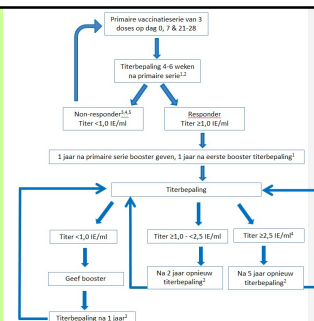 Primaire vaccinatieserie van 3
doses op dag 0, 7 & 21-28
Titerbepaling 4-6 weken
na primaire serie1,2
Non-responder3,4,5
Titer <1,0 IE/ml
Responder
Titer ≥1,0 IE/ml
1 jaar na primaire serie booster geven, 1 jaar na eerste booster titerbepaling1
Titerbepaling
Titer <1,0 IE/ml
Titer ≥1,0 - <2,5 IE/ml
Titer ≥2,5 IE/ml4
Geef booster
Na 2 jaar opnieuw
titerbepaling2
Na 5 jaar opnieuw
titerbepaling2
Titerbepaling na 1 jaar3